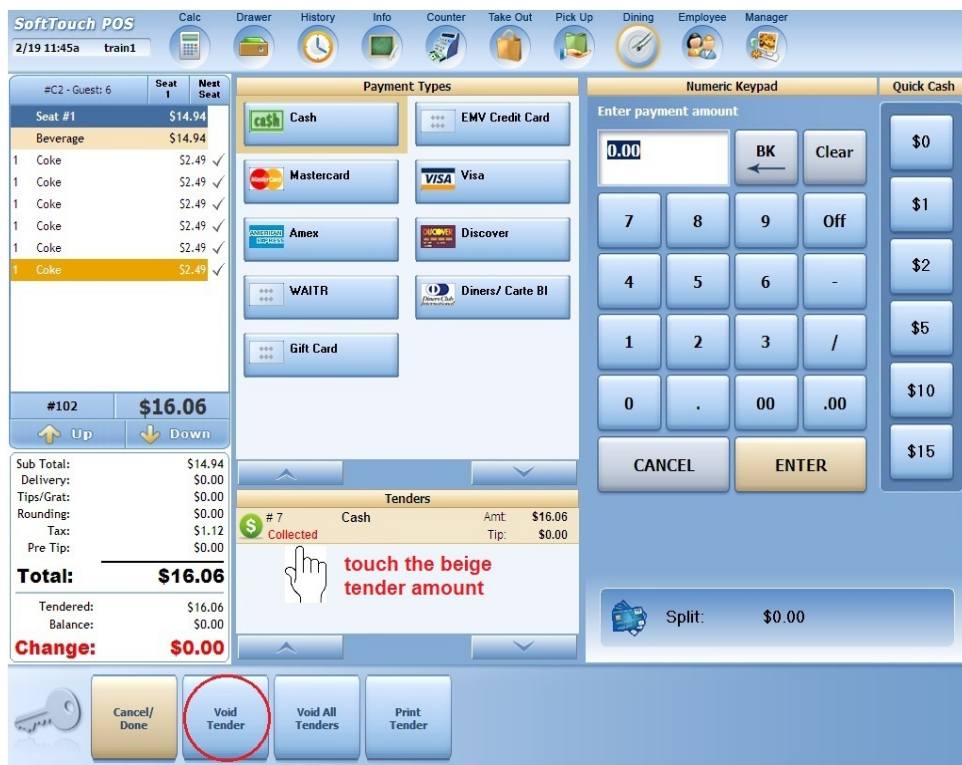 SoftTouch POS
2/19 11:45a train1
Calc
Drawer
History
Info
Counter
Take Out
Pick Up
Dining
Employee
Manager
#C2 - Guest: 6
Seat 1
Next Seat
Seat #1 $14.94
Beverage $14.94
1 Coke $2.49
1 Coke $2.49
1 Coke $2.49
1 Coke $2.49
1 Coke $2.49
1 Coke $2.49
#102 $16.06
Up Down
Sub Total: $14.94
Delivery: $0.00
Tips/Grat: $0.00
Rounding: $0.00
Tax: $1.12
Pre Tip: $0.00
Total: $16.06
Tendered: $16.06
Balance: $0.00
Change: $0.00
Payment Types
Cash EMV Credit Card
Mastercard VISA Visa
Amex Discover
WAITR Diners/ Carte Bl
Gift Card
Tenders
# 7 Cash Amt: $16.06
Collected Tip: $0.00
touch the beige
tender amount
Numeric Keypad
Enter payment amount
0.00 BK Clear
7 8 9 Off
4 5 6 -
1 2 3 /
0 . 00 .00
CANCEL ENTER
Quick Cash
$0
$1
$2
$5
$10
$15
Split: $0.00
Cancel/
Done
Void
Tender
Void All
Tenders
Print
Tender